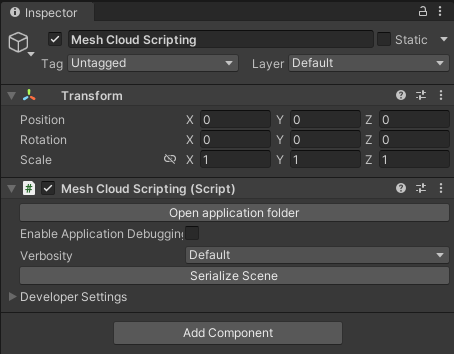 Inspector
Mesh Cloud Scripting Static
Tag Untagged Layer Default
Transform
Position X 0 Y 0 Z 0
Rotation X 0 Y 0 Z 0
Scale X 1 Y 1 Z 1
# Mesh Cloud Scripting (Script)
Open application folder
Enable Application Debugging
Verbosity Default
Serialize Scene
Developer Settings
Add Component